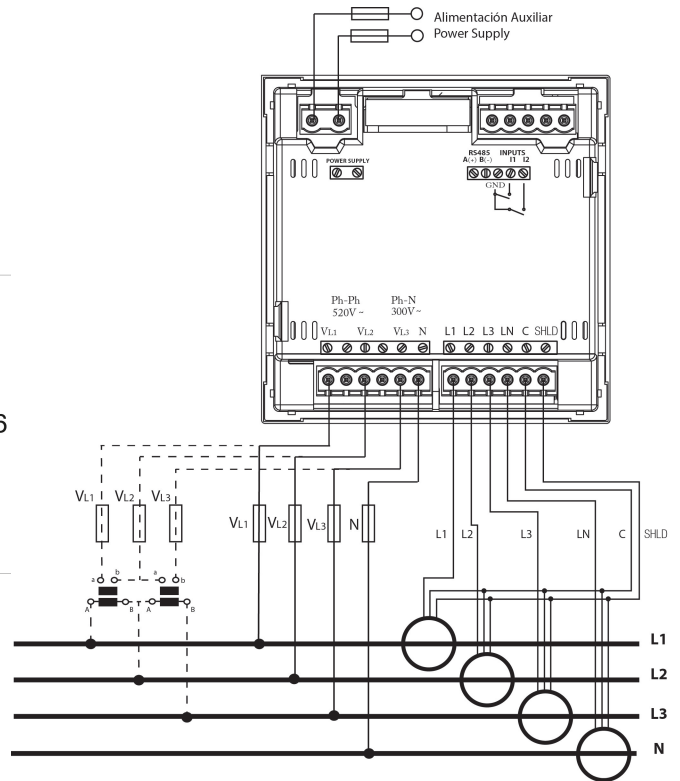 Alimentación Auxiliar
Power Supply
POWER SUPPLY
RS485 INPUTS
A(+) B(-) I1 I2
GND
Ph-Ph Ph-N
520V ~ 300V ~
VL1 VL2 VL3 N L1 L2 L3 LN C SHLD
6
VL1 VL2 VL3
VL1 VL2 VL3 N
L1 L2 L3 LN C SHLD
a b a b
A B A B
L1
L2
L3
N